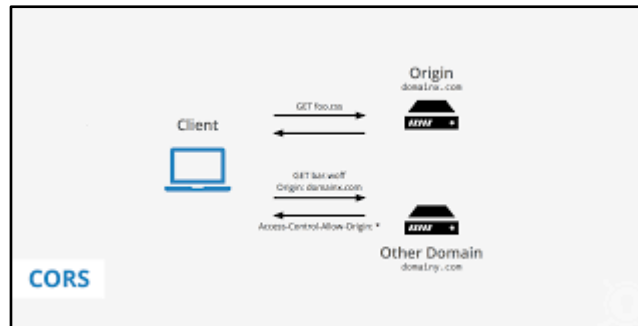 Origin
domainx.com
GET foo.css
Client
GET bar.woff
Origin: domainx.com
Access-Control-Allow-Origin: *
Other Domain
domainy.com
CORS